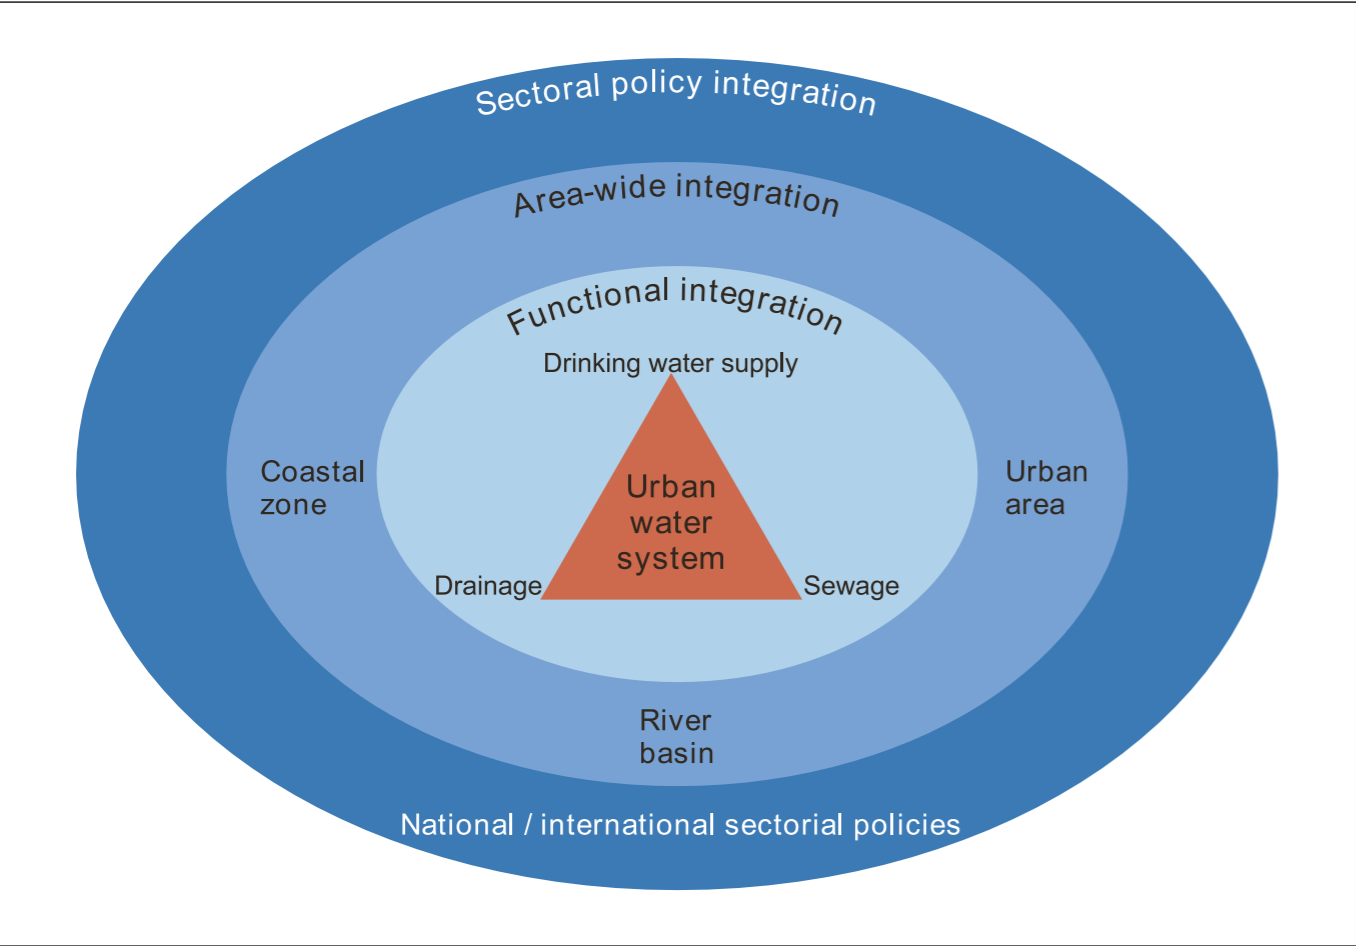 Sectoral policy integration
Area-wide integration
Functional integration
Drinking water supply
Coastal
zone
Urban
water
system
Urban
area
Drainage
Sewage
River
basin
National / international sectorial policies